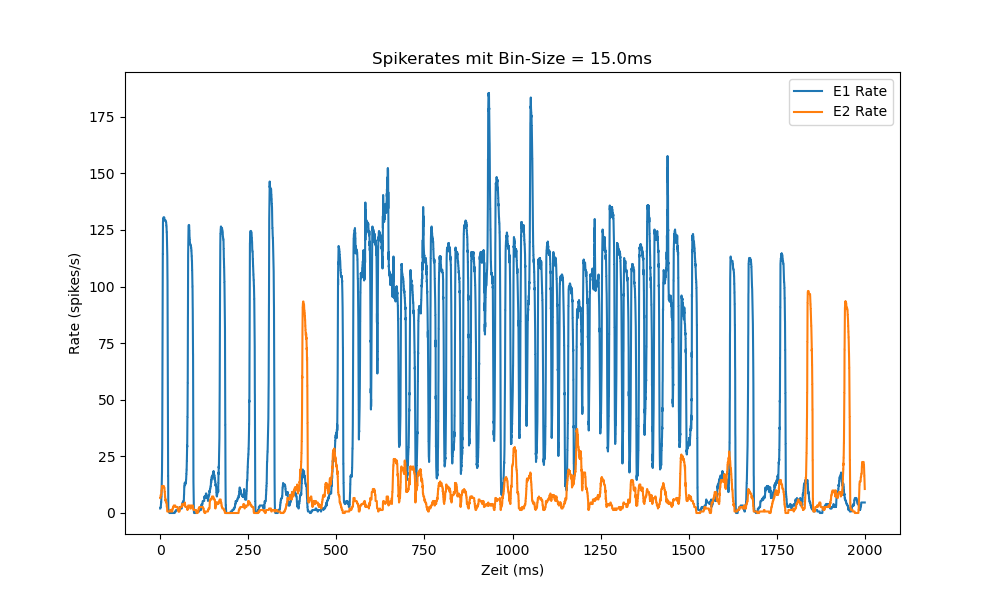 Spikerates mit Bin-Size = 15.0ms
E1 Rate
E2 Rate
175
150
125
100
75
50
25
0
Rate (spikes/s)
0 250 500 750 1000 1250 1500 1750 2000
Zeit (ms)